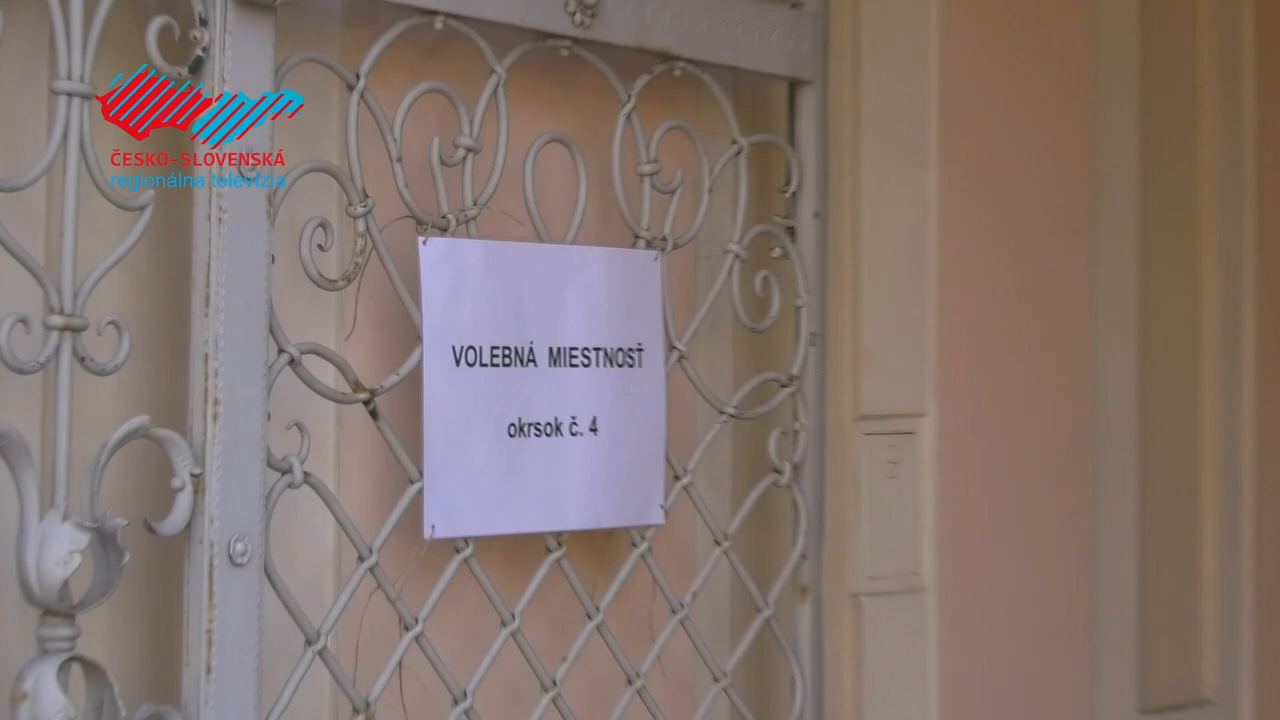 ČESKO-SLOVENSKÁ
regionálna televízia
VOLEBNÁ MIESTNOSŤ
okrsok č. 4